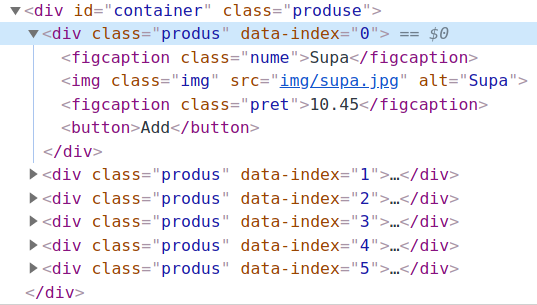 ▼<div id="container" class="produse">
▼<div class="produs" data-index="0"> == $0
<figcaption class="nume">Supa</figcaption>
<img class="img" src="img/supa.jpg" alt="Supa">
<figcaption class="pret">10.45</figcaption>
<button>Add</button>
</div>
▶<div class="produs" data-index="1">…</div>
▶<div class="produs" data-index="2">…</div>
▶<div class="produs" data-index="3">…</div>
▶<div class="produs" data-index="4">…</div>
▶<div class="produs" data-index="5">…</div>
</div>